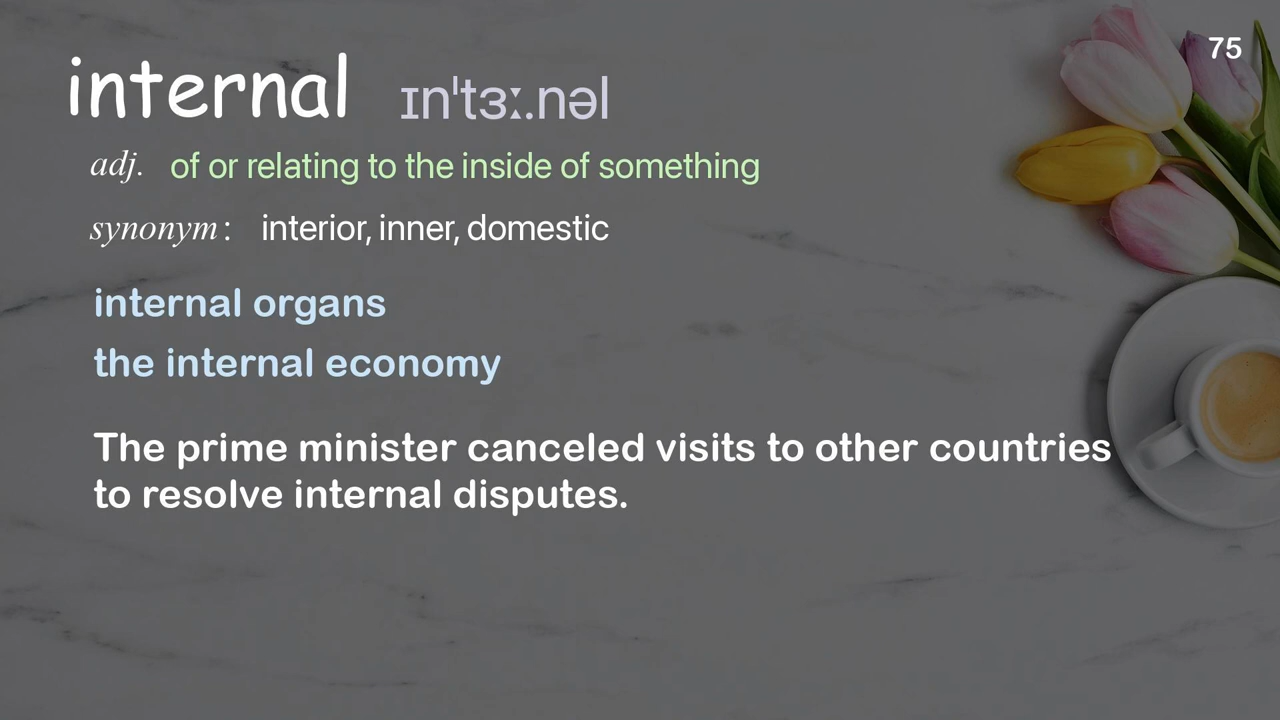 75
internal ɪnˈtɜː.nəl
adj. of or relating to the inside of something
synonym: interior, inner, domestic
internal organs
the internal economy
The prime minister canceled visits to other countries
to resolve internal disputes.